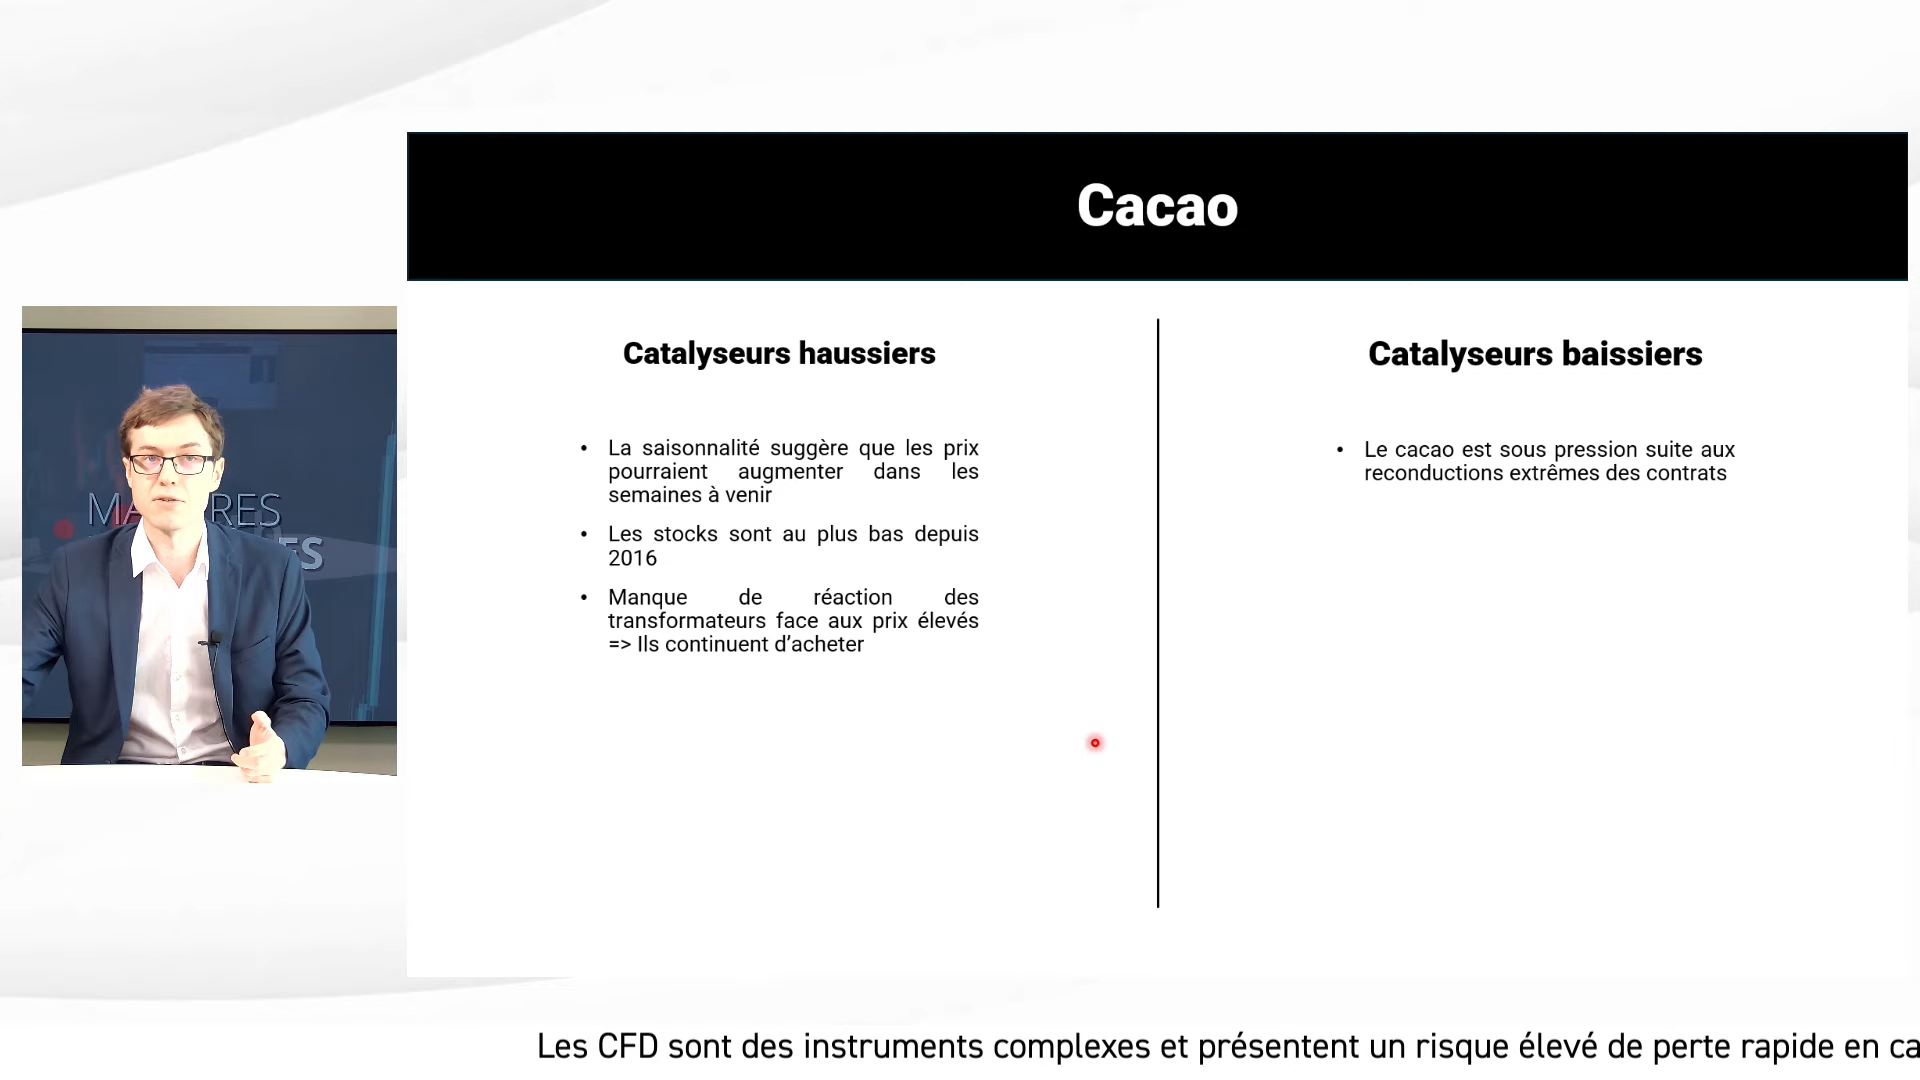 Cacao
MA RES
ES
Catalyseurs haussiers
• La saisonnalité suggère que les prix
pourraient augmenter dans les
semaines à venir
• Les stocks sont au plus bas depuis
2016
• Manque de réaction des
transformateurs face aux prix élevés
=> Ils continuent d’acheter
Catalyseurs baissiers
• Le cacao est sous pression suite aux
reconductions extrêmes des contrats
Les CFD sont des instruments complexes et présentent un risque élevé de perte rapide en ca